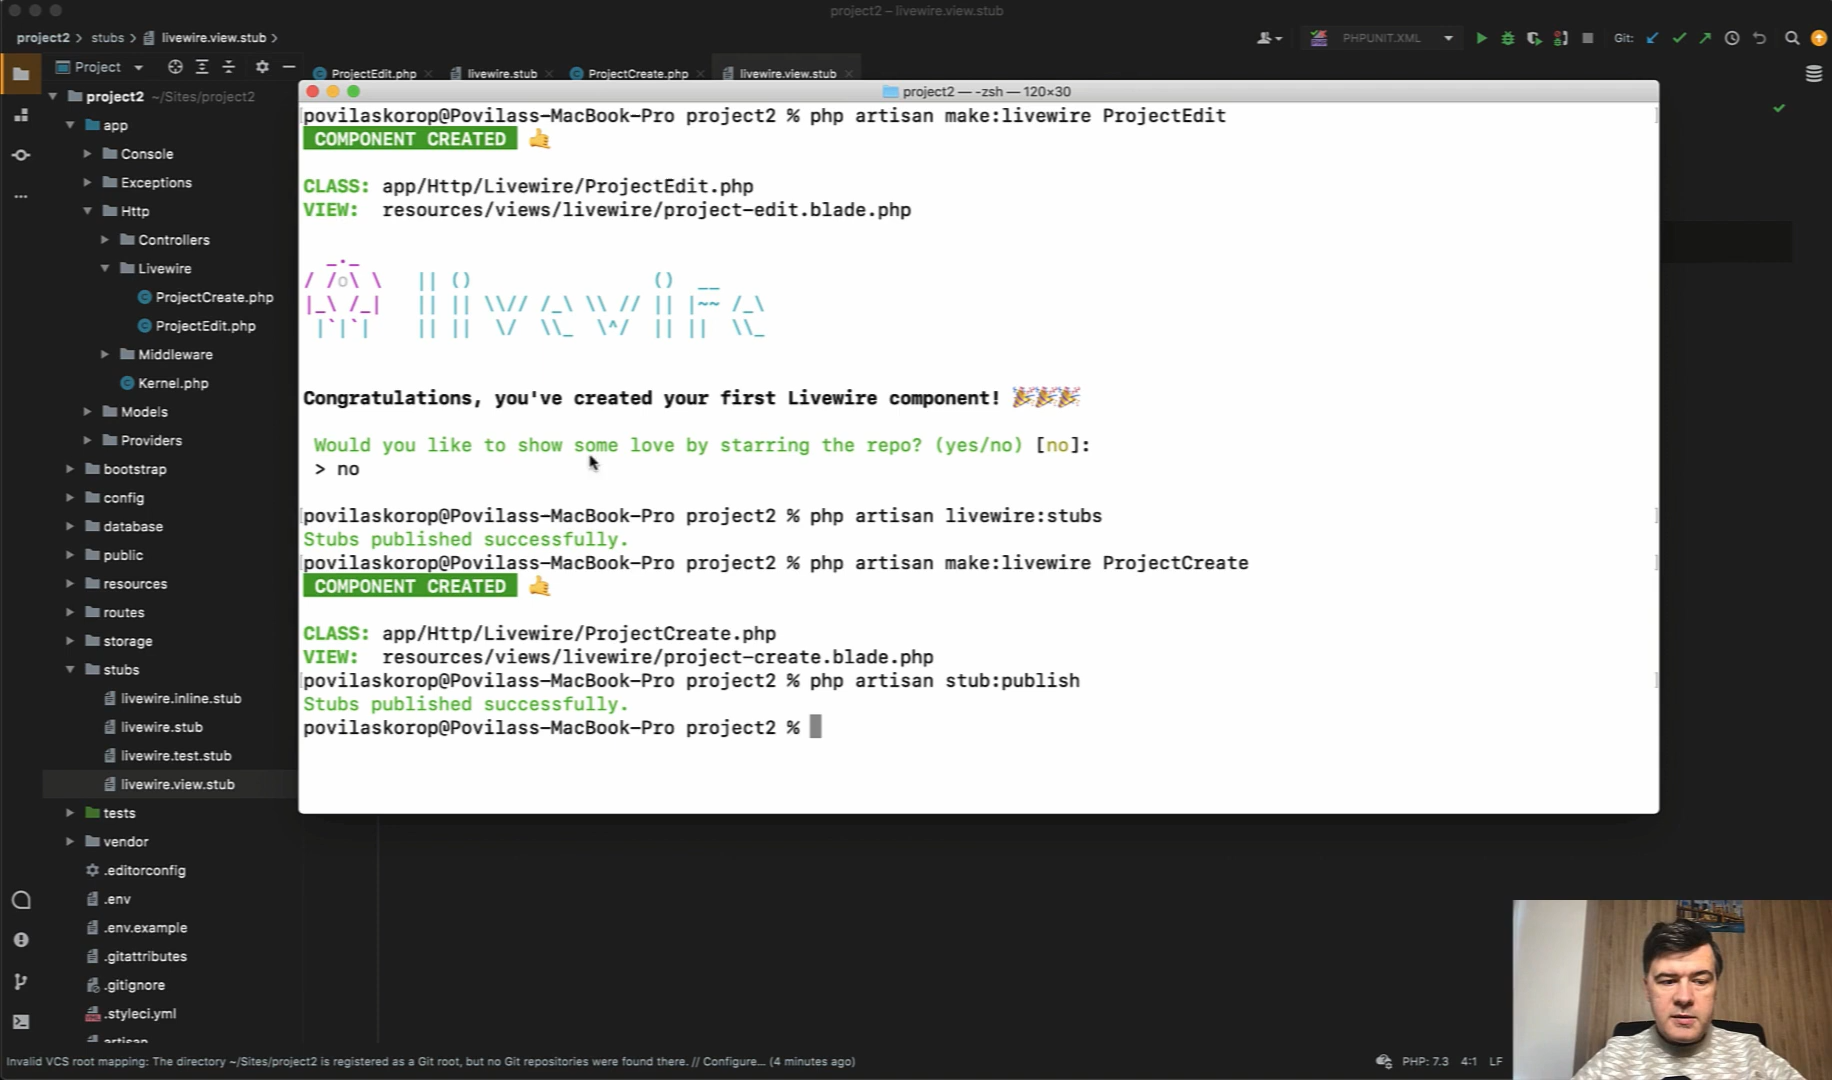 project2 – livewire.view.stub
project2 > stubs > livewire.view.stub >
PHPUNIT.XML
Git:
Project
ProjectEdit.php
livewire.stub
ProjectCreate.php
livewire.view.stub
project2 ~/Sites/project2
app
Console
Exceptions
Http
Controllers
Livewire
ProjectCreate.php
ProjectEdit.php
Middleware
Kernel.php
Models
Providers
bootstrap
config
database
public
resources
routes
storage
stubs
livewire.inline.stub
livewire.stub
livewire.test.stub
livewire.view.stub
tests
vendor
.editorconfig
.env
.env.example
.gitattributes
.gitignore
.styleci.yml
artisan
project2 — -zsh — 120×30
povilaskorop@Povilass-MacBook-Pro project2 % php artisan make:livewire ProjectEdit
COMPONENT CREATED 🤙
CLASS: app/Http/Livewire/ProjectEdit.php
VIEW: resources/views/livewire/project-edit.blade.php
Congratulations, you've created your first Livewire component! 🎉🎉🎉
Would you like to show some love by starring the repo? (yes/no) [no]:
> no
povilaskorop@Povilass-MacBook-Pro project2 % php artisan livewire:stubs
Stubs published successfully.
povilaskorop@Povilass-MacBook-Pro project2 % php artisan make:livewire ProjectCreate
COMPONENT CREATED 🤙
CLASS: app/Http/Livewire/ProjectCreate.php
VIEW: resources/views/livewire/project-create.blade.php
povilaskorop@Povilass-MacBook-Pro project2 % php artisan stub:publish
Stubs published successfully.
povilaskorop@Povilass-MacBook-Pro project2 %
Invalid VCS root mapping: The directory ~/Sites/project2 is registered as a Git root, but no Git repositories were found there. // Configure... (4 minutes ago)
PHP: 7.3 4:1 LF